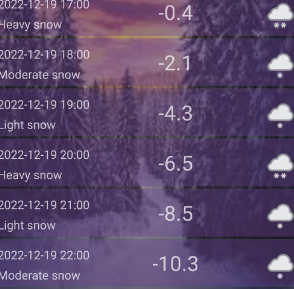 2022-12-19 17:00
Heavy snow
-0.4
2022-12-19 18:00
Moderate snow
-2.1
2022-12-19 19:00
Light snow
-4.3
2022-12-19 20:00
Heavy snow
-6.5
2022-12-19 21:00
Light snow
-8.5
2022-12-19 22:00
Moderate snow
-10.3